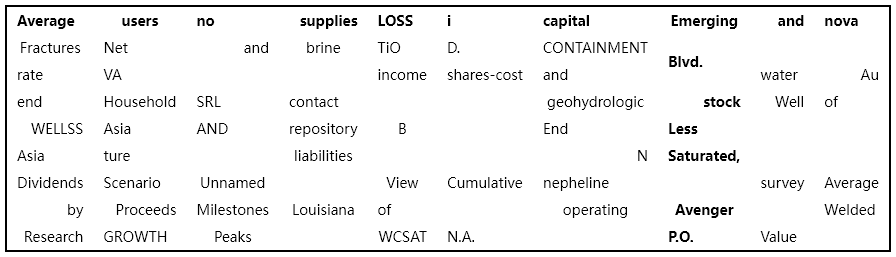 Average users no supplies LOSS i capital Emerging and nova
Fractures Net and brine TiO D. CONTAINMENT Blvd.
rate VA income shares-cost and water Au
end Household SRL contact geohydrologic stock Well of
WELLSS Asia AND repository B End Less
Asia ture liabilities N Saturated,
Dividends Scenario Unnamed View Cumulative nepheline survey Average
by Proceeds Milestones Louisiana of operating Avenger Welded
Research GROWTH Peaks WCSAT N.A. P.O. Value